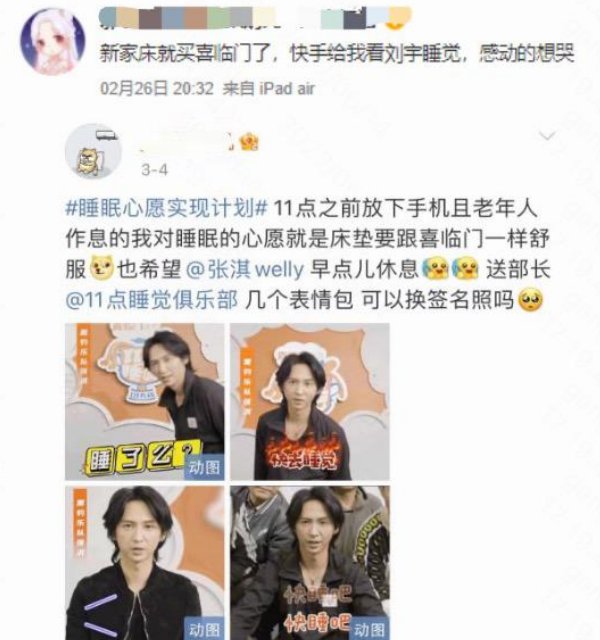 新家床就买喜临门了，快手给我看刘宇睡觉，感动的想哭
02月26日 20:32 来自 iPad air
3-4
#睡眠心愿实现计划# 11点之前放下手机且老年人
作息的我对睡眠的心愿就是床垫要跟喜临门一样舒
服也希望 @张淇welly 早点儿休息 送部长
@11点睡觉俱乐部 几个表情包 可以换签名照吗
睡了么？
动图
快去睡觉
动图
快睡吧
快睡吧
动图